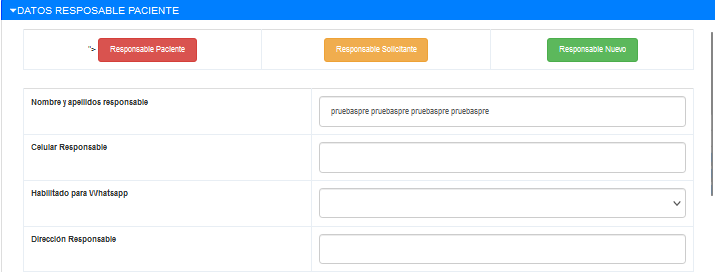 DATOS RESPOSABLE PACIENTE
"> Responsable Paciente Responsable Solicitante Responsable Nuevo
Nombre y apellidos responsable pruebaspre pruebaspre pruebaspre pruebaspre
Celular Responsable
Habilitado para Whatsapp
Dirección Responsable